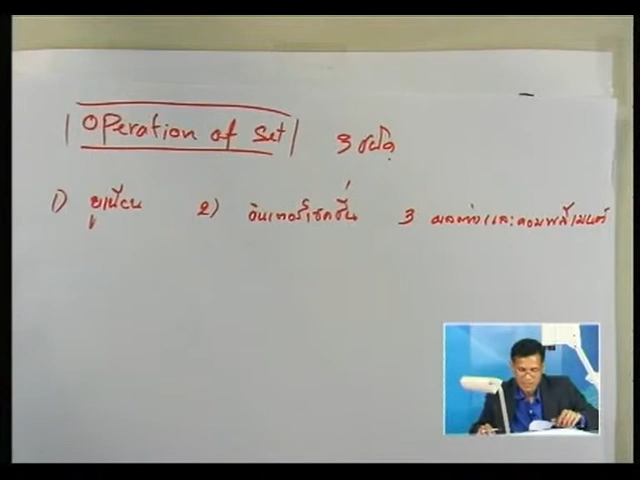 Operation of Set 3 ชนิด
1) ยูเนียน 2) อินเตอร์เซคชั่น 3 ผลต่างและคอมพลีเมนต์